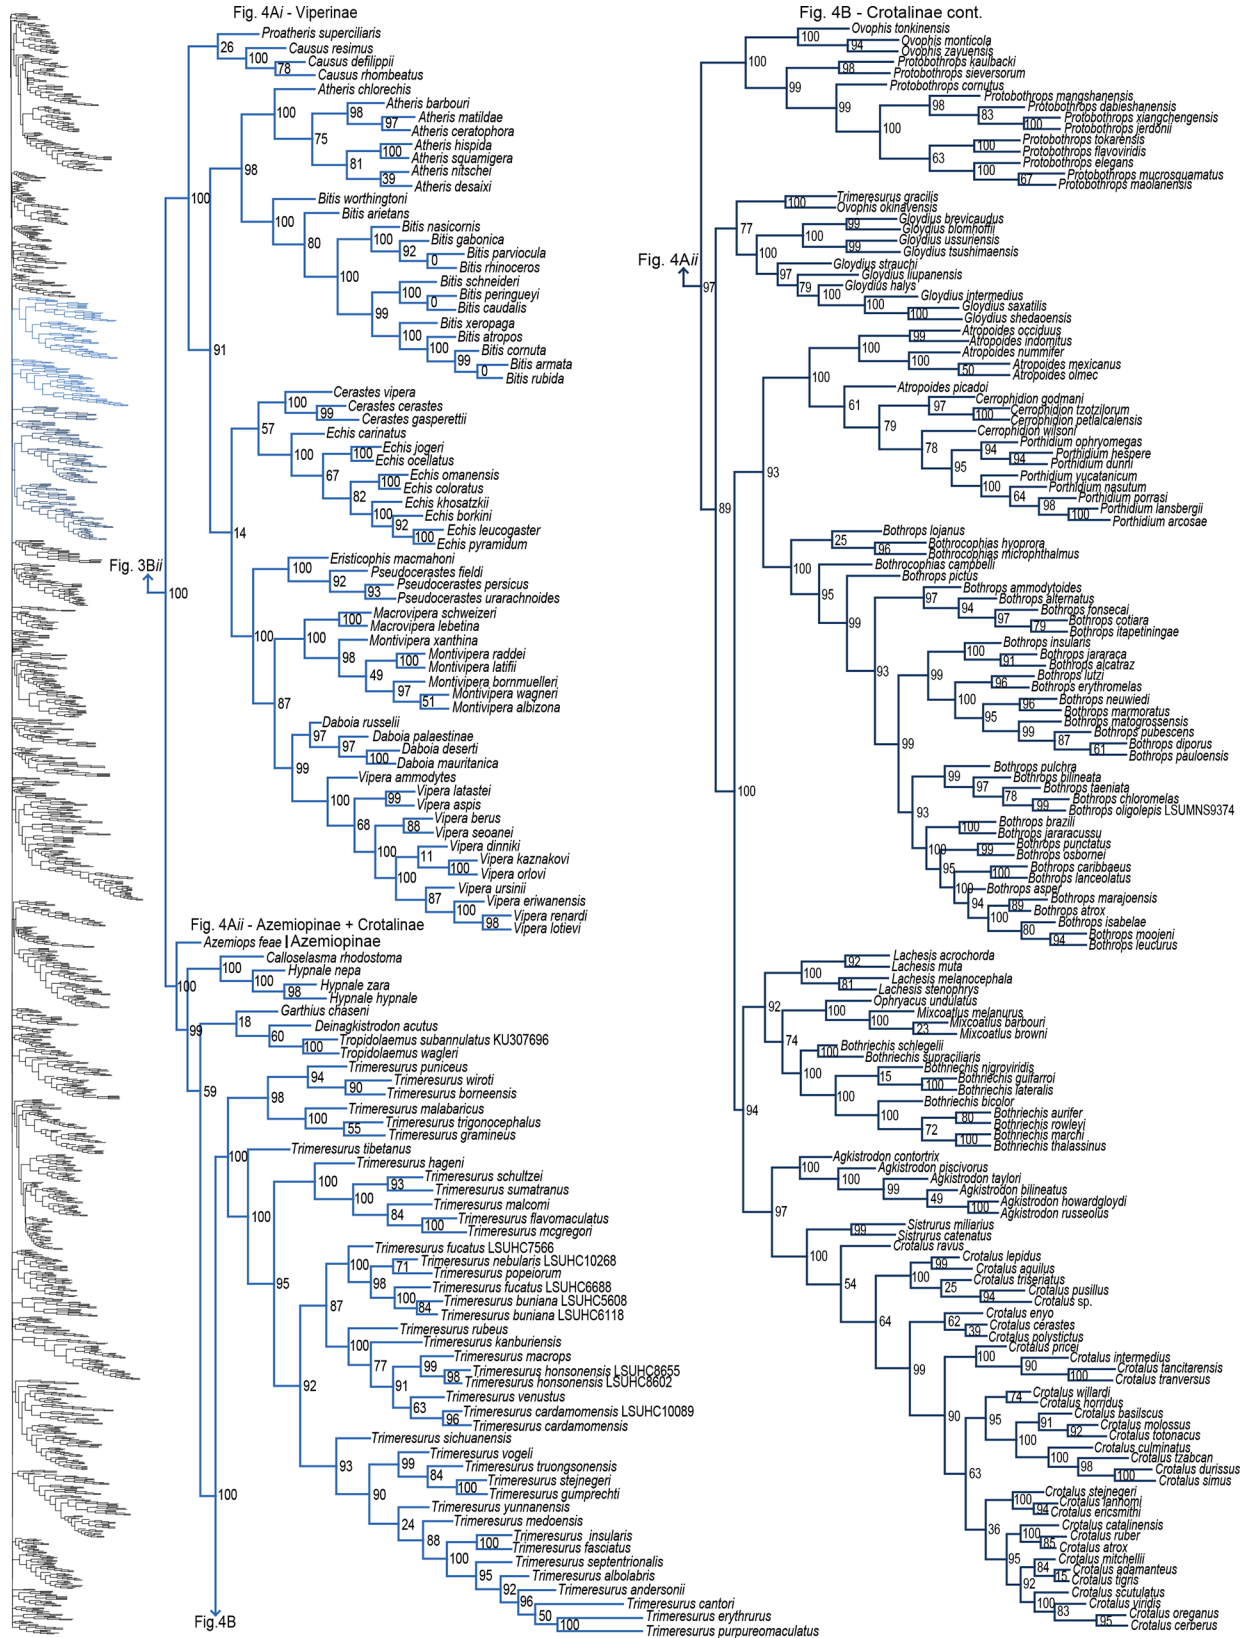 Fig. 4Ai - Viperinae
Proatheris superciliaris
26
Causus resimus
100
Causus defilippii
78
Causus rhombeatus
Atheris chlorechis
100
Atheris barbouri
98
Atheris matildae
97
Atheris ceratophora
75
Atheris hispida
100
Atheris squamigera
81
Atheris nitschei
39
Atheris desaixi
98
100
Bitis worthingtoni
100
Bitis arietans
80
Bitis nasicornis
100
Bitis gabonica
92
Bitis parviocula
0
Bitis rhinoceros
100
Bitis schneideri
100
Bitis peringueyi
0
Bitis caudalis
99
Bitis xeropaga
100
Bitis atropos
100
Bitis cornuta
99
Bitis armata
0
Bitis rubida
91
Cerastes vipera
100
Cerastes cerastes
99
Cerastes gasperettii
57
Echis carinatus
100
Echis jogeri
100
Echis ocellatus
67
Echis omanensis
100
Echis coloratus
82
Echis khosatzkii
100
Echis borkini
92
Echis leucogaster
100
Echis pyramidum
14
Eristicophis macmahoni
100
Pseudocerastes fieldi
92
Pseudocerastes persicus
93
Pseudocerastes urarachnoides
Fig. 3Bii
100
Macrovipera schweizeri
100
Macrovipera lebetina
100
100
Montivipera xanthina
98
Montivipera raddei
100
Montivipera latifii
49
Montivipera bornmuelleri
97
Montivipera wagneri
51
Montivipera albizona
87
Daboia russelii
97
Daboia palaestinae
97
Daboia deserti
100
Daboia mauritanica
99
Vipera ammodytes
100
Vipera latastei
99
Vipera aspis
68
Vipera berus
88
Vipera seoanei
100
Vipera dinniki
11
Vipera kaznakovi
100
Vipera orlovi
100
Vipera ursinii
87
Vipera eriwanensis
100
Vipera renardi
98
Vipera lotievi
Fig. 4Aii - Azemiopinae + Crotalinae
Azemiops feae | Azemiopinae
Calloselasma rhodostoma
100
Hypnale nepa
100
Hypnale zara
98
Hypnale hypnale
100
Garthius chaseni
18
Deinagkistrodon acutus
60
Tropidolaemus subannulatus KU307696
100
Tropidolaemus wagleri
99
59
Trimeresurus puniceus
94
Trimeresurus wiroti
90
Trimeresurus borneensis
98
Trimeresurus malabaricus
100
Trimeresurus trigonocephalus
55
Trimeresurus gramineus
100
Trimeresurus tibetanus
Trimeresurus hageni
100
Trimeresurus schultzei
93
Trimeresurus sumatranus
100
Trimeresurus malcomi
84
Trimeresurus flavomaculatus
100
Trimeresurus mcgregori
100
95
Trimeresurus fucatus LSUHC7566
100
Trimeresurus nebularis LSUHC10268
71
Trimeresurus popeiorum
98
Trimeresurus fucatus LSUHC6688
100
Trimeresurus buniana LSUHC5608
84
Trimeresurus buniana LSUHC6118
87
Trimeresurus rubeus
100
Trimeresurus kanburiensis
77
Trimeresurus macrops
99
Trimeresurus honsonensis LSUHC8655
98
Trimeresurus honsonensis LSUHC8602
91
Trimeresurus venustus
63
Trimeresurus cardamomensis LSUHC10089
96
Trimeresurus cardamomensis
92
Trimeresurus sichuanensis
93
Trimeresurus vogeli
99
Trimeresurus truongsonensis
84
Trimeresurus stejnegeri
100
Trimeresurus gumprechti
90
Trimeresurus yunnanensis
24
Trimeresurus medoensis
88
Trimeresurus insularis
100
Trimeresurus fasciatus
100
Trimeresurus septentrionalis
95
Trimeresurus albolabris
92
Trimeresurus andersonii
96
Trimeresurus cantori
50
Trimeresurus erythrurus
100
Trimeresurus purpureomaculatus
100
Fig.4B
Fig. 4B - Crotalinae cont.
Ovophis tonkinensis
100
Ovophis monticola
94
Ovophis zayuensis
100
Protobothrops kaulbacki
98
Protobothrops sieversorum
99
Protobothrops cornutus
99
Protobothrops mangshanensis
98
Protobothrops dabieshanensis
83
Protobothrops xiangchengensis
100
Protobothrops jerdonii
100
Protobothrops tokarensis
100
Protobothrops flavoviridis
63
Protobothrops elegans
100
Protobothrops mucrosquamatus
67
Protobothrops maolanensis
Trimeresurus gracilis
100
Ovophis okinavensis
77
Gloydius brevicaudus
99
Gloydius blomhoffii
100
Gloydius ussuriensis
99
Gloydius tsushimaensis
100
Gloydius strauchi
97
Gloydius liupanensis
79
Gloydius halys
100
Gloydius intermedius
100
Gloydius saxatilis
100
Gloydius shedaoensis
Fig. 4Aii
97
Atropoides occiduus
99
Atropoides indomitus
100
Atropoides nummifer
100
Atropoides mexicanus
50
Atropoides olmec
100
Atropoides picadoi
61
Cerrophidion godmani
97
Cerrophidion tzotzilorum
100
Cerrophidion petlalcalensis
79
Cerrophidion wilsoni
78
Porthidium ophryomegas
94
Porthidium hespere
94
Porthidium dunni
95
Porthidium yucatanicum
100
Porthidium nasutum
64
Porthidium porrasi
98
Porthidium lansbergii
100
Porthidium arcosae
93
89
Bothrops lojanus
25
Bothrocophias hyoprora
96
Bothrocophias microphthalmus
100
Bothrocophias campbelli
95
Bothrops pictus
99
Bothrops ammodytoides
97
Bothrops alternatus
94
Bothrops fonsecai
97
Bothrops cotiara
79
Bothrops itapetiningae
93
Bothrops insularis
100
Bothrops jararaca
91
Bothrops alcatraz
99
Bothrops lutzi
96
Bothrops erythromelas
100
Bothrops neuwiedi
96
Bothrops marmoratus
95
Bothrops matogrossensis
99
Bothrops pubescens
87
Bothrops diporus
61
Bothrops pauloensis
99
Bothrops pulchra
99
Bothrops bilineata
97
Bothrops taeniata
78
Bothrops chloromelas
99
Bothrops oligolepis LSUMNS9374
93
Bothrops brazili
100
Bothrops jararacussu
100
Bothrops punctatus
99
Bothrops osbornei
95
Bothrops caribbaeus
100
Bothrops lanceolatus
100
Bothrops asper
94
Bothrops marajoensis
89
Bothrops atrox
100
Bothrops isabelae
80
Bothrops moojeni
94
Bothrops leucurus
100
Lachesis acrochorda
92
Lachesis muta
100
Lachesis melanocephala
81
Lachesis stenophrys
92
Ophryacus undulatus
100
Mixcoatlus melanurus
100
Mixcoatlus barbouri
23
Mixcoatlus browni
74
Bothriechis schlegelii
100
Bothriechis supraciliaris
100
Bothriechis nigroviridis
15
Bothriechis guifarroi
100
Bothriechis lateralis
100
Bothriechis bicolor
100
Bothriechis aurifer
80
Bothriechis rowleyi
72
Bothriechis marchi
100
Bothriechis thalassinus
94
Agkistrodon contortrix
100
Agkistrodon piscivorus
100
Agkistrodon taylori
99
Agkistrodon bilineatus
49
Agkistrodon howardgloydi
100
Agkistrodon russeolus
97
Sistrurus miliarius
99
Sistrurus catenatus
100
Crotalus ravus
54
Crotalus lepidus
99
Crotalus aquilus
100
Crotalus triseriatus
25
Crotalus pusillus
94
Crotalus sp.
64
Crotalus enyo
62
Crotalus cerastes
39
Crotalus polystictus
99
Crotalus pricei
100
Crotalus intermedius
90
Crotalus tancitarensis
100
Crotalus tranversus
90
Crotalus willardi
74
Crotalus horridus
95
Crotalus basilscus
91
Crotalus molossus
92
Crotalus totonacus
100
Crotalus culminatus
100
Crotalus tzabcan
98
Crotalus durissus
100
Crotalus simus
63
Crotalus stejnegeri
100
Crotalus lannomi
94
Crotalus ericsmithi
36
Crotalus catalinensis
100
Crotalus ruber
85
Crotalus atrox
95
Crotalus mitchellii
84
Crotalus adamanteus
15
Crotalus tigris
92
Crotalus scutulatus
100
Crotalus viridis
83
Crotalus oreganus
95
Crotalus cerberus